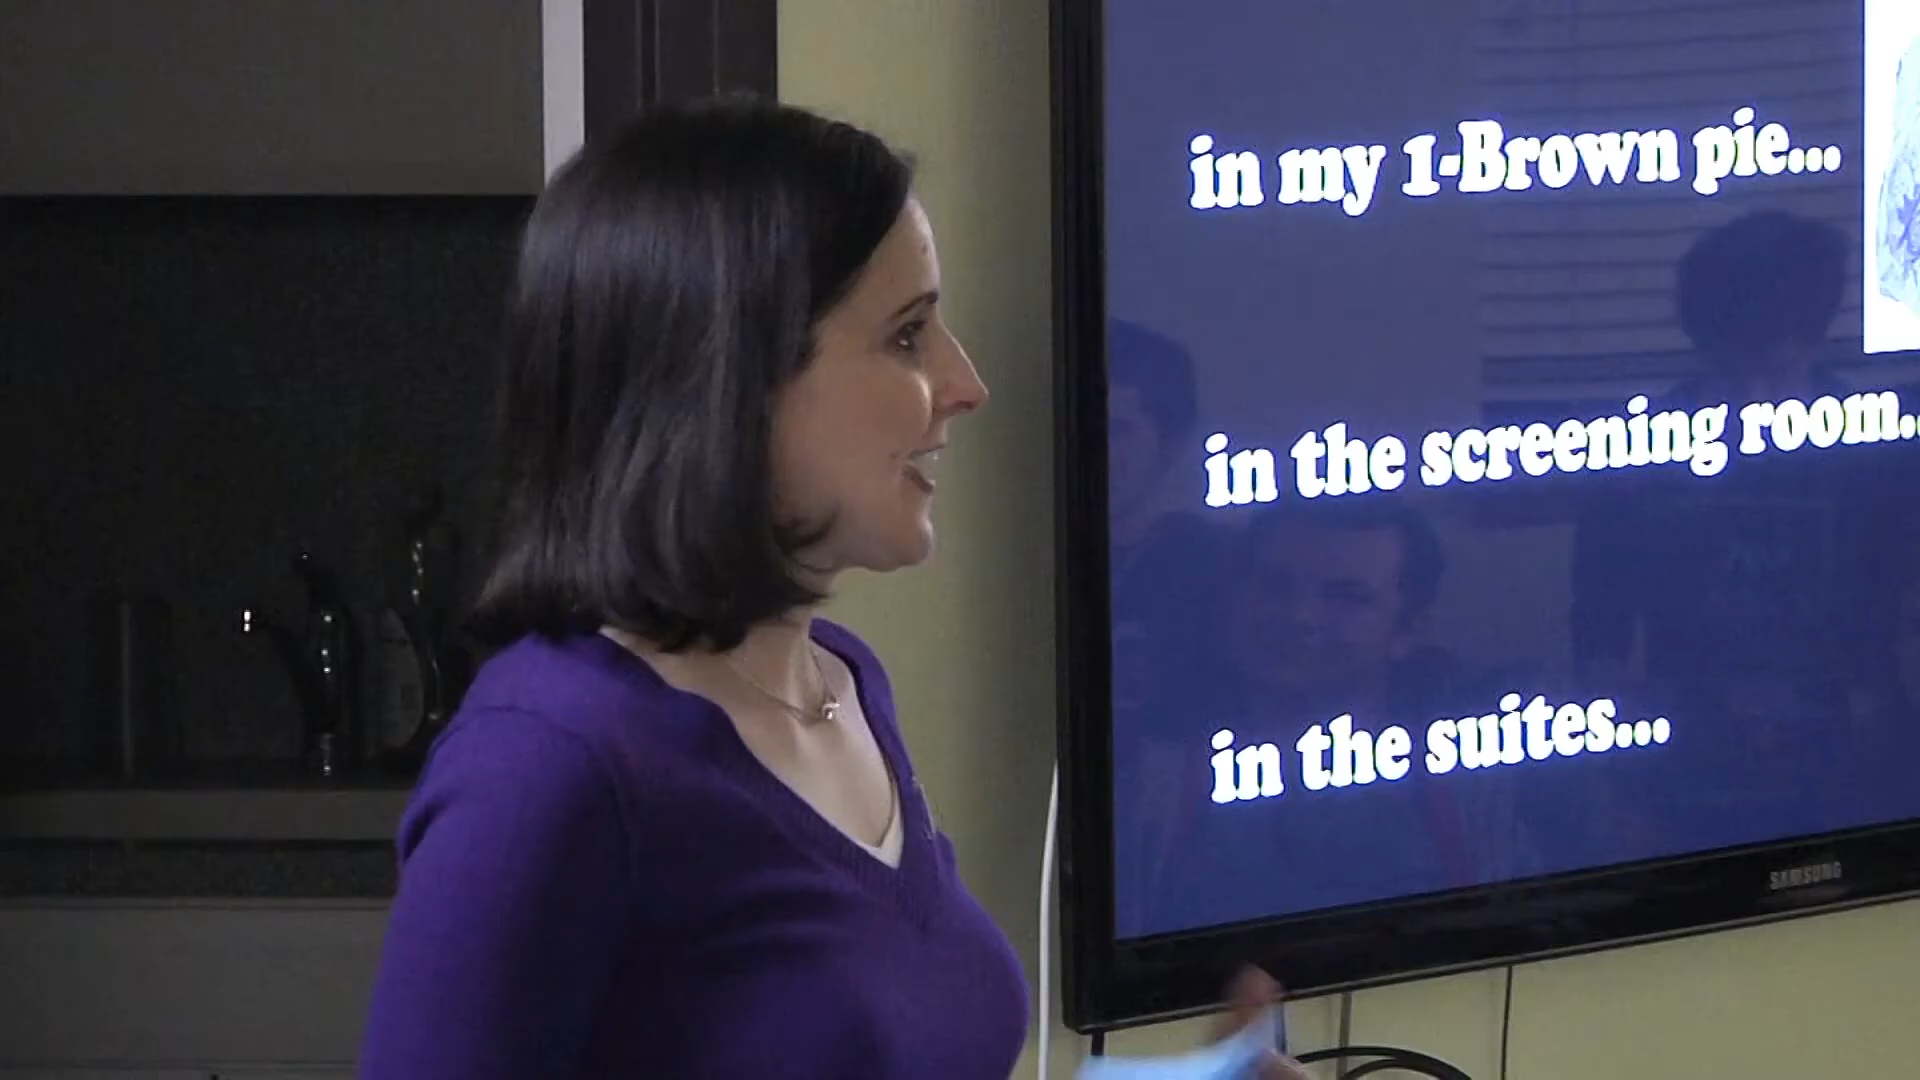 in my 1-Brown pie...
in the screening room...
in the suites...
SAMSUNG